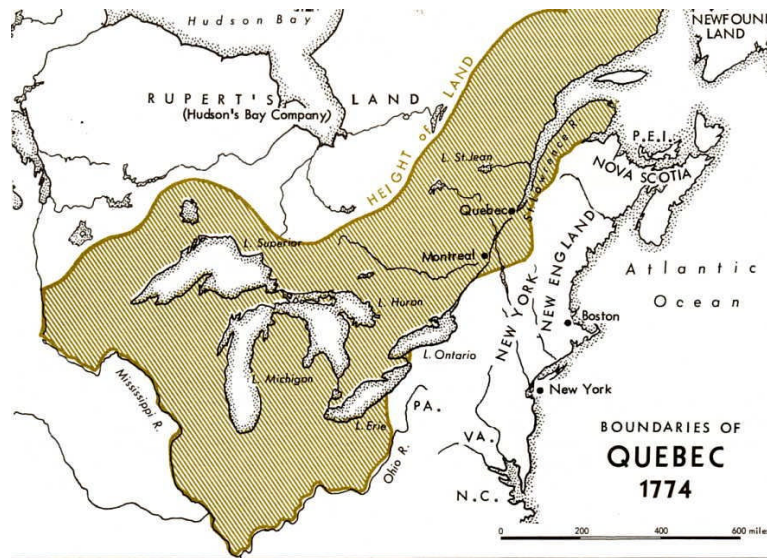 Hudson Bay
NEWFOUND
LAND
RUPERT'S LAND
(Hudson's Bay Company)
HEIGHT OF LAND
P.E.I.
L. St. Jean
St. Lawrence R.
NOVA SCOTIA
Quebec
L. Superior
Montreal
Atlantic
Ocean
L. Huron
NEW YORK
NEW ENGLAND
Boston
L. Ontario
Mississippi R.
L. Michigan
New York
PA.
L. Erie
Ohio R.
VA.
N.C.
BOUNDARIES OF
QUEBEC
1774
0 200 400 600 miles